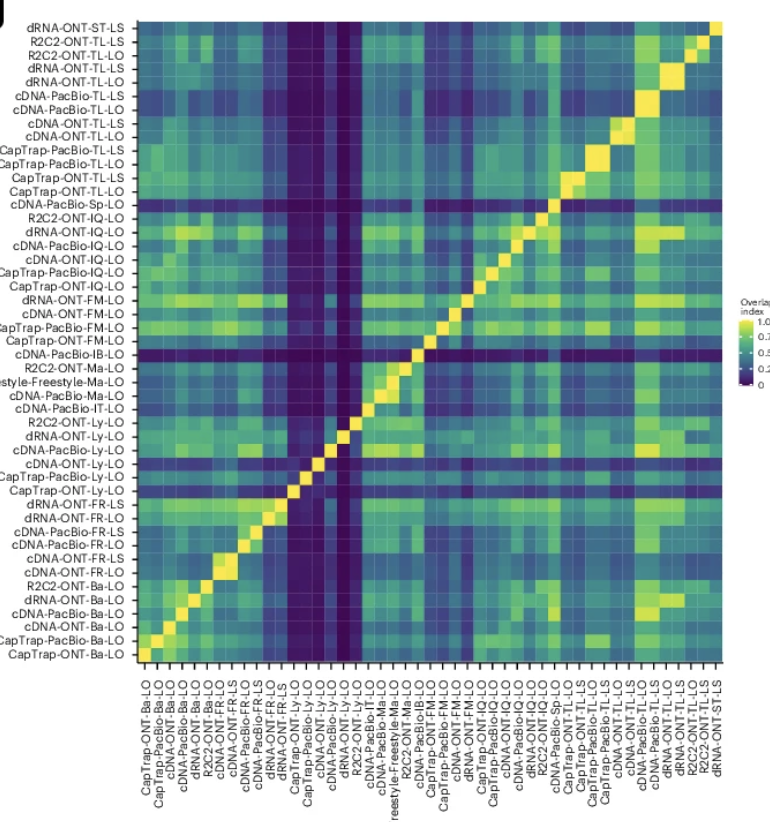 dRNA-ONT-ST-LS
R2C2-ONT-TL-LS
R2C2-ONT-TL-LO
dRNA-ONT-TL-LS
dRNA-ONT-TL-LO
cDNA-PacBio-TL-LS
cDNA-PacBio-TL-LO
cDNA-ONT-TL-LS
cDNA-ONT-TL-LO
CapTrap-PacBio-TL-LS
CapTrap-PacBio-TL-LO
CapTrap-ONT-TL-LS
CapTrap-ONT-TL-LO
cDNA-PacBio-Sp-LO
R2C2-ONT-IQ-LO
dRNA-ONT-IQ-LO
cDNA-PacBio-IQ-LO
cDNA-ONT-IQ-LO
CapTrap-PacBio-IQ-LO
CapTrap-ONT-IQ-LO
dRNA-ONT-FM-LO
cDNA-ONT-FM-LO
CapTrap-PacBio-FM-LO
CapTrap-ONT-FM-LO
cDNA-PacBio-IB-LO
R2C2-ONT-Ma-LO
estyle-Freestyle-Ma-LO
cDNA-PacBio-Ma-LO
cDNA-PacBio-IT-LO
R2C2-ONT-Ly-LO
dRNA-ONT-Ly-LO
cDNA-PacBio-Ly-LO
cDNA-ONT-Ly-LO
CapTrap-PacBio-Ly-LO
CapTrap-ONT-Ly-LO
dRNA-ONT-FR-LS
dRNA-ONT-FR-LO
cDNA-PacBio-FR-LS
cDNA-PacBio-FR-LO
cDNA-ONT-FR-LS
cDNA-ONT-FR-LO
R2C2-ONT-Ba-LO
dRNA-ONT-Ba-LO
cDNA-PacBio-Ba-LO
cDNA-ONT-Ba-LO
CapTrap-PacBio-Ba-LO
CapTrap-ONT-Ba-LO
CapTrap-ONT-Ba-LO
CapTrap-PacBio-Ba-LO
cDNA-ONT-Ba-LO
cDNA-PacBio-Ba-LO
dRNA-ONT-Ba-LO
R2C2-ONT-Ba-LO
cDNA-ONT-FR-LO
cDNA-ONT-FR-LS
cDNA-PacBio-FR-LO
cDNA-PacBio-FR-LS
dRNA-ONT-FR-LO
dRNA-ONT-FR-LS
CapTrap-ONT-Ly-LO
CapTrap-PacBio-Ly-LO
cDNA-ONT-Ly-LO
cDNA-PacBio-Ly-LO
dRNA-ONT-Ly-LO
R2C2-ONT-Ly-LO
cDNA-PacBio-IT-LO
cDNA-PacBio-Ma-LO
reestyle-Freestyle-Ma-LO
R2C2-ONT-Ma-LO
cDNA-PacBio-IB-LO
CapTrap-ONT-FM-LO
CapTrap-PacBio-FM-LO
cDNA-ONT-FM-LO
dRNA-ONT-FM-LO
CapTrap-ONT-IQ-LO
CapTrap-PacBio-IQ-LO
cDNA-ONT-IQ-LO
cDNA-PacBio-IQ-LO
dRNA-ONT-IQ-LO
R2C2-ONT-IQ-LO
cDNA-PacBio-Sp-LO
CapTrap-ONT-TL-LO
CapTrap-ONT-TL-LS
CapTrap-PacBio-TL-LO
CapTrap-PacBio-TL-LS
cDNA-ONT-TL-LO
cDNA-ONT-TL-LS
cDNA-PacBio-TL-LO
cDNA-PacBio-TL-LS
dRNA-ONT-TL-LO
dRNA-ONT-TL-LS
R2C2-ONT-TL-LO
R2C2-ONT-TL-LS
dRNA-ONT-ST-LS
Overlap
index
1.0
0.7
0.5
0.2
0